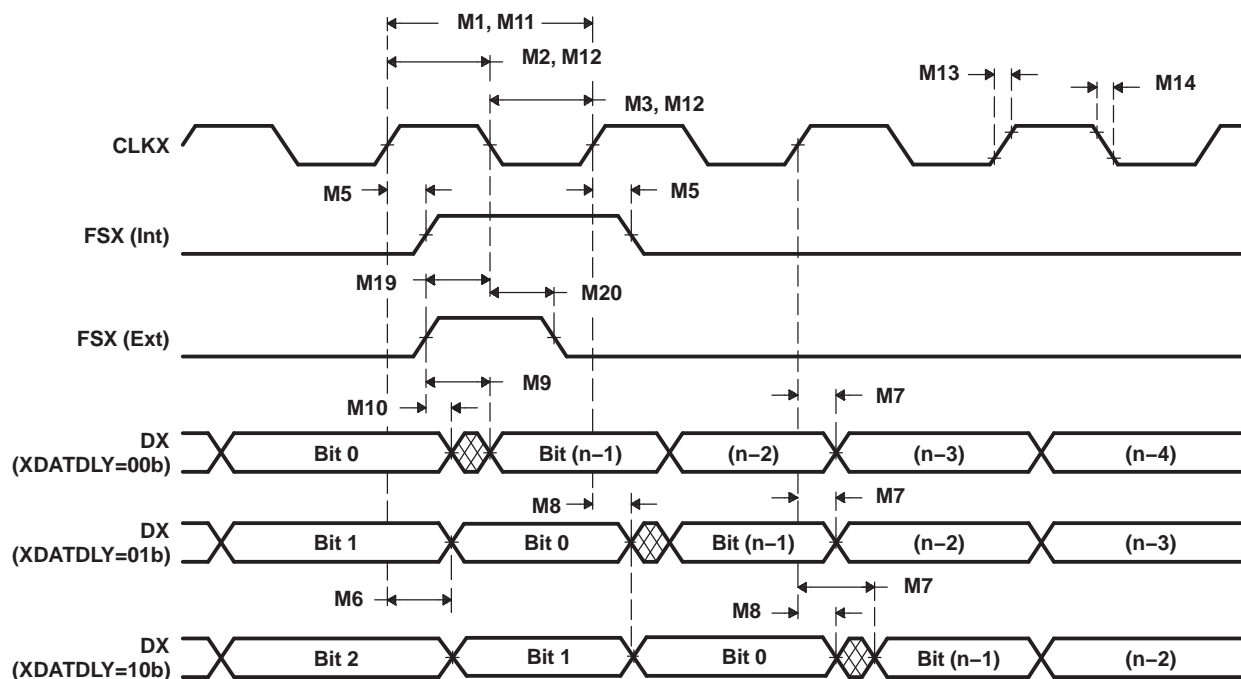 M1, M11
M2, M12
M3, M12
M13
M14
CLKX
M5
M5
FSX (Int)
M19
M20
FSX (Ext)
M9
M10
M7
DX
(XDATDLY=00b)
Bit 0
Bit (n−1)
(n−2)
(n−3)
(n−4)
M8
M7
DX
(XDATDLY=01b)
Bit 1
Bit 0
Bit (n−1)
(n−2)
(n−3)
M6
M7
M8
DX
(XDATDLY=10b)
Bit 2
Bit 1
Bit 0
Bit (n−1)
(n−2)